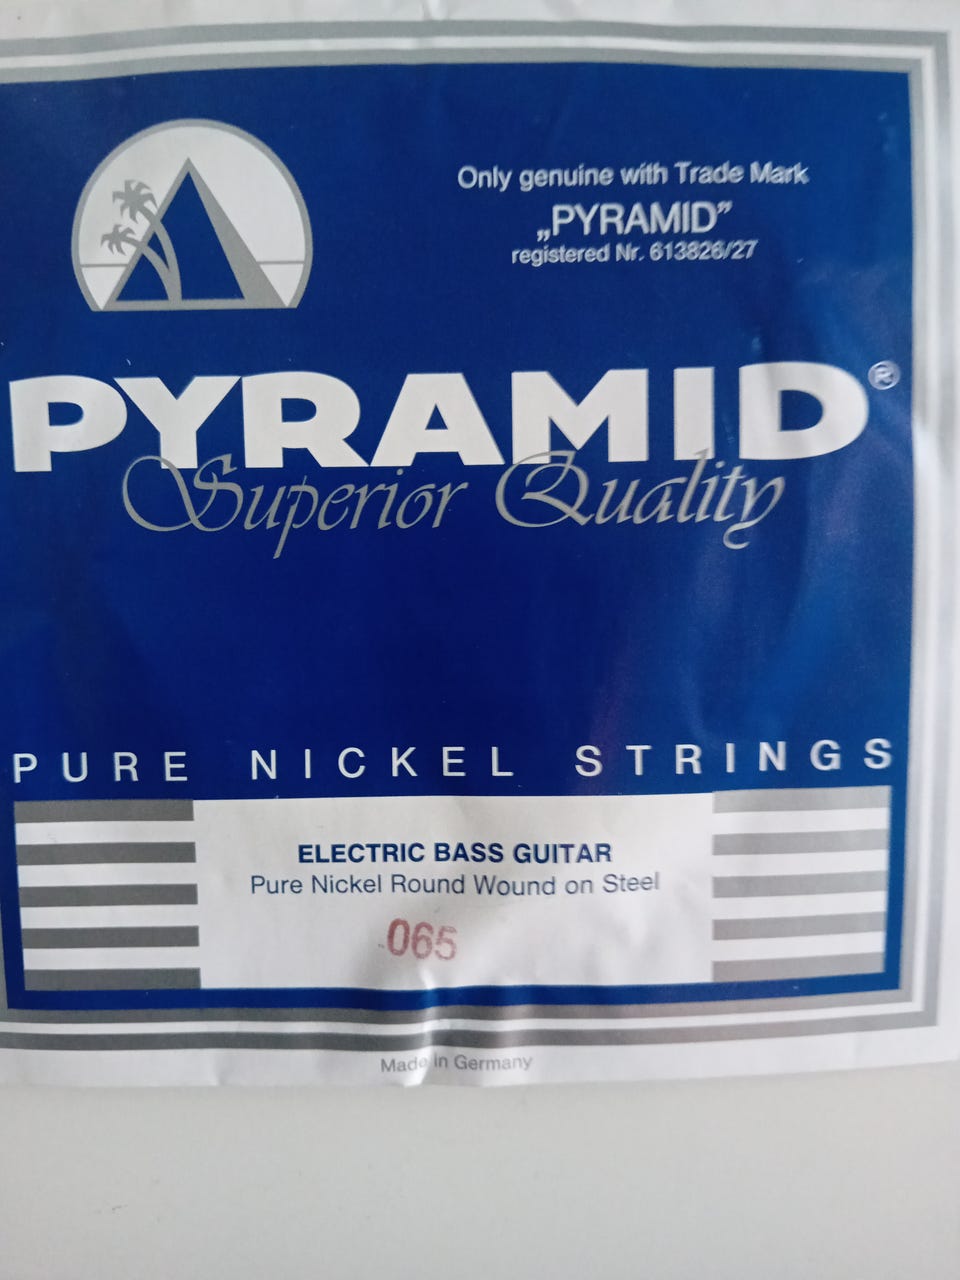 Only genuine with Trade Mark
„PYRAMID”
registered Nr. 613826/27
PYRAMID®
Superior Quality
PURE NICKEL STRINGS
ELECTRIC BASS GUITAR
Pure Nickel Round Wound on Steel
.065
Made in Germany